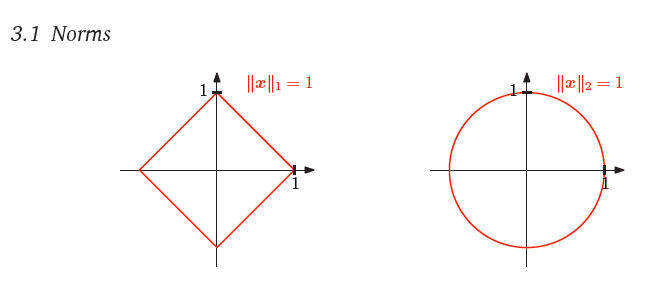 3.1 Norms
1 ‖x‖₁ = 1
1
1 ‖x‖₂ = 1
1